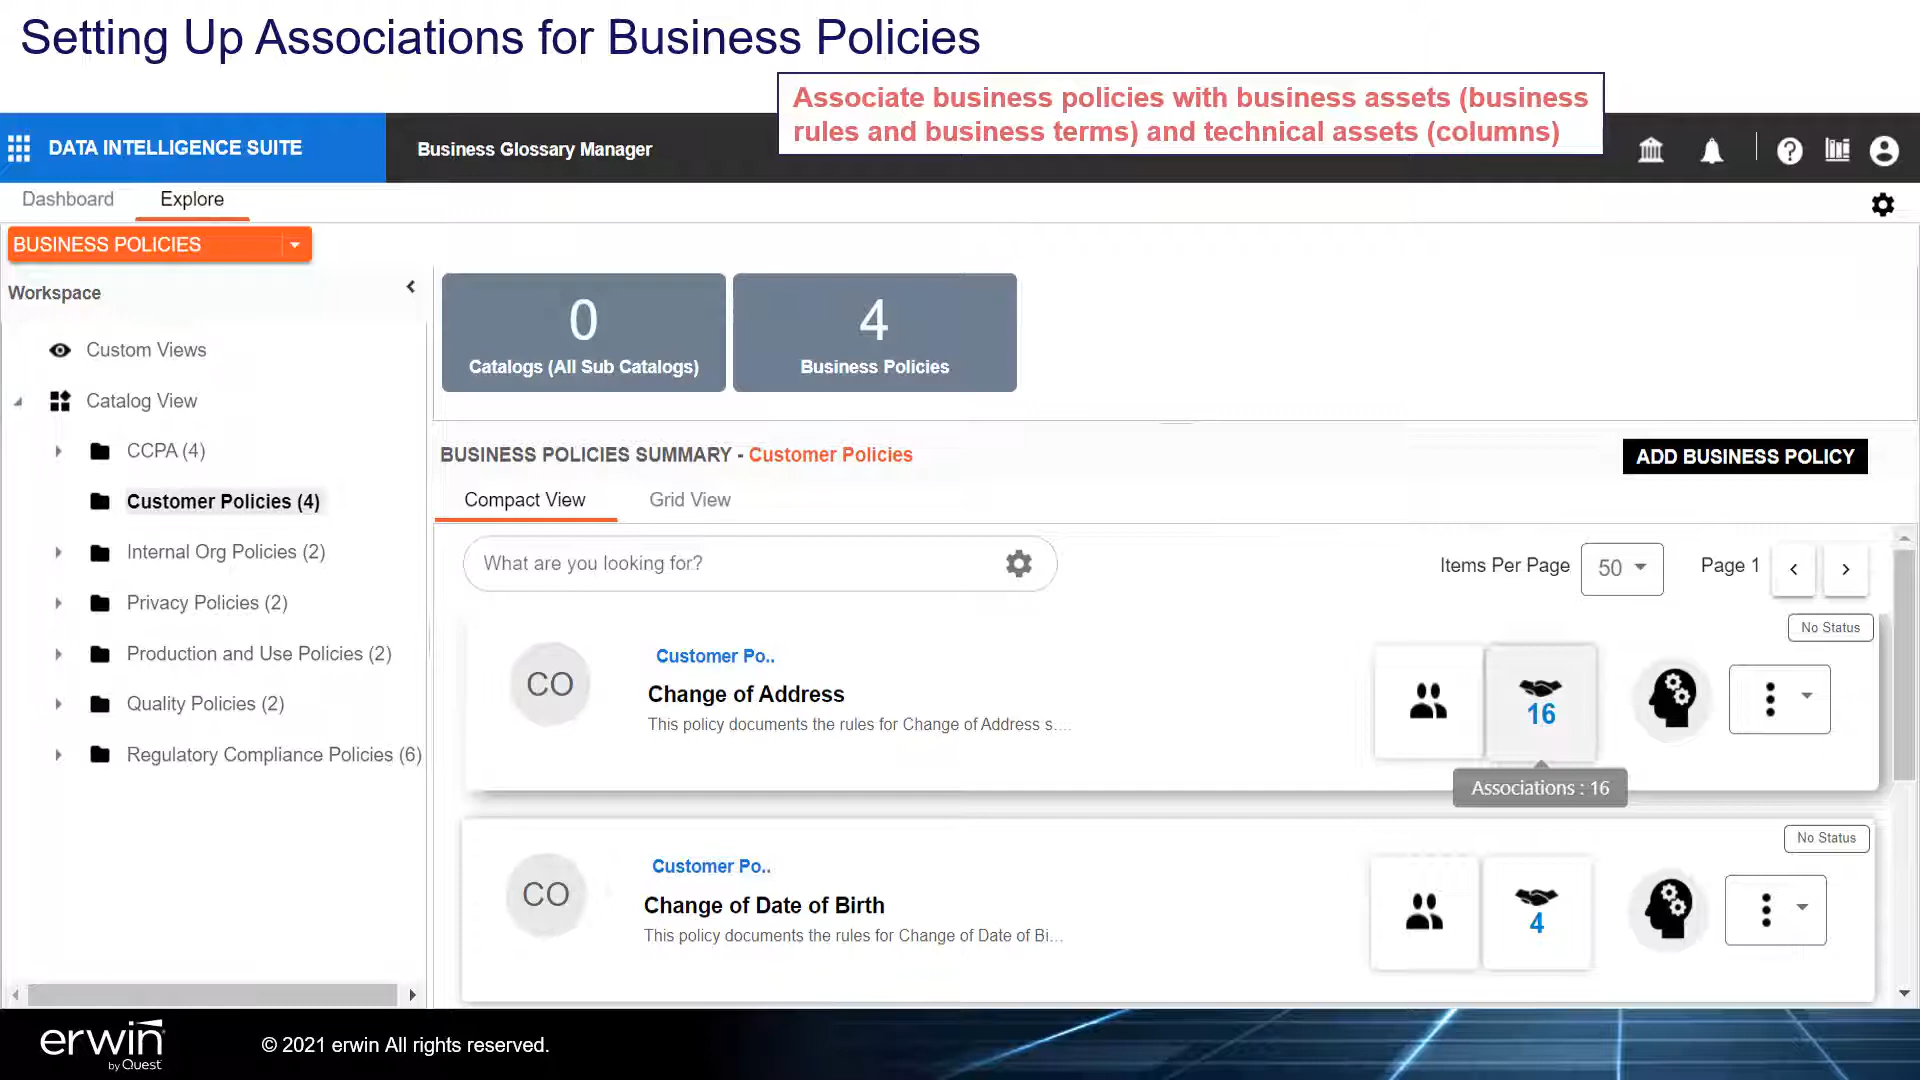 Setting Up Associations for Business Policies
Associate business policies with business assets (business
rules and business terms) and technical assets (columns)
DATA INTELLIGENCE SUITE
Business Glossary Manager
Dashboard
Explore
BUSINESS POLICIES
Workspace
Custom Views
Catalog View
CCPA (4)
Customer Policies (4)
Internal Org Policies (2)
Privacy Policies (2)
Production and Use Policies (2)
Quality Policies (2)
Regulatory Compliance Policies (6)
0
Catalogs (All Sub Catalogs)
4
Business Policies
BUSINESS POLICIES SUMMARY - Customer Policies
ADD BUSINESS POLICY
Compact View
Grid View
What are you looking for?
Items Per Page
50
Page 1
No Status
CO
Customer Po..
Change of Address
This policy documents the rules for Change of Address s....
16
Associations : 16
No Status
CO
Customer Po..
Change of Date of Birth
This policy documents the rules for Change of Date of Bi...
4
erwin
by Quest
© 2021 erwin All rights reserved.